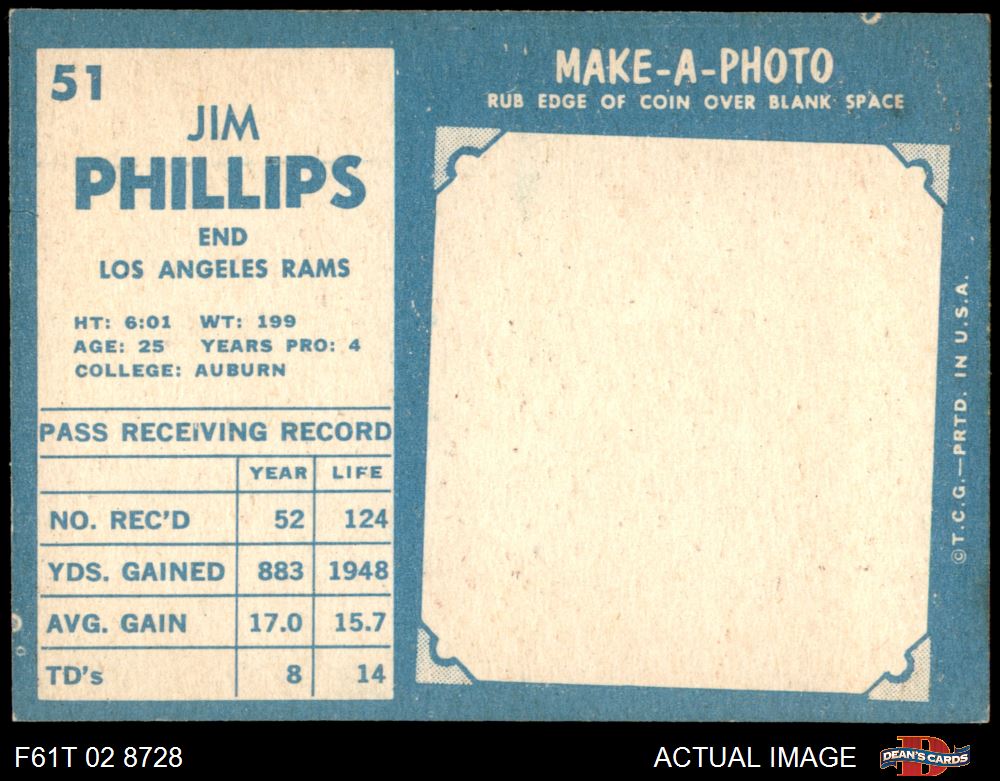 51
JIM
PHILLIPS
END
LOS ANGELES RAMS
HT: 6:01 WT: 199
AGE: 25 YEARS PRO: 4
COLLEGE: AUBURN
PASS RECEIVING RECORD
YEAR LIFE
NO. REC'D 52 124
YDS. GAINED 883 1948
AVG. GAIN 17.0 15.7
TD's 8 14
MAKE-A-PHOTO
RUB EDGE OF COIN OVER BLANK SPACE
©T.C.G.—PRTD. IN U.S.A.
F61T 02 8728
ACTUAL IMAGE
D
DEAN'S CARDS